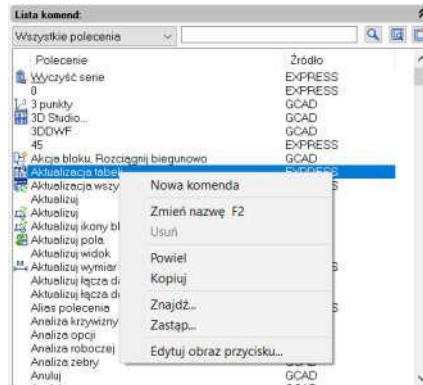 Lista komend:
Wszystkie polecenia
Polecenie Źródło
Wyczyść serie EXPRESS
0 EXPRESS
3 punkty GCAD
3D Studio... GCAD
3DDWF GCAD
45 EXPRESS
Akcja bloku, Rozciągnij biegunowo GCAD
Aktualizacja tabeli EXPRESS
Aktualizacja wszy
Aktualizuj
Aktualizuj
Aktualizuj ikony bl
Aktualizuj pola
Aktualizuj widok
Aktualizuj wymiar S
Aktualizuj łącza d
Aktualizuj łącza d
Alias polecenia S
Analiza krzywizny
Analiza opcji
Analiza roboczej
Analiza zebry
Anuluj GCAD
Nowa komenda
Zmień nazwę F2
Usuń
Powiel
Kopiuj
Znajdź...
Zastąp...
Edytuj obraz przycisku...